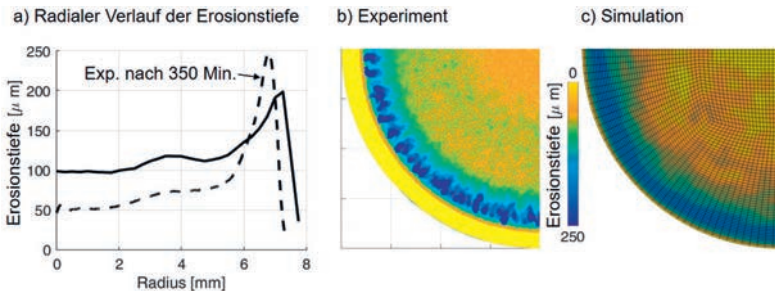 a) Radialer Verlauf der Erosionstiefe
b) Experiment
c) Simulation
Erosionstiefe [μ m]
250
200
150
100
50
0
Exp. nach 350 Min.
0
2
4
6
8
Radius [mm]
0
Erosionstiefe [μ m]
250